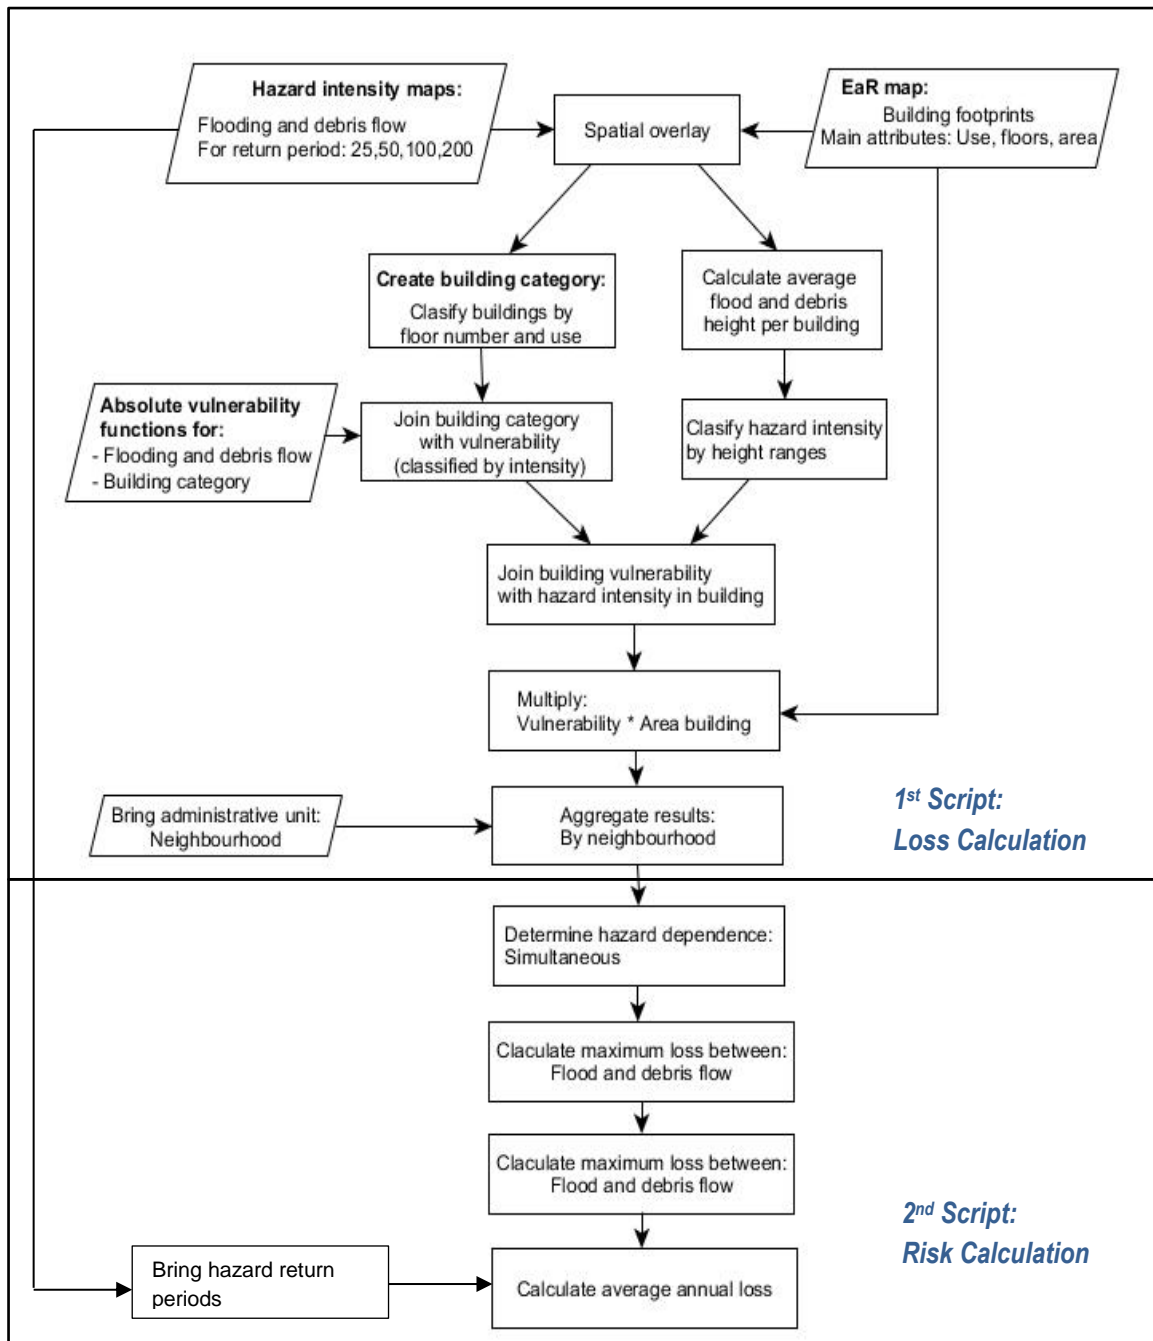 Hazard intensity maps:
Flooding and debris flow
For return period: 25,50,100,200
Spatial overlay
EaR map:
Building footprints
Main attributes: Use, floors, area
Create building category:
Clasify buildings by
floor number and use
Calculate average
flood and debris
height per building
Absolute vulnerability
functions for:
- Flooding and debris flow
- Building category
Join building category
with vulnerability
(classified by intensity)
Clasify hazard intensity
by height ranges
Join building vulnerability
with hazard intensity in building
Multiply:
Vulnerability * Area building
Bring administrative unit:
Neighbourhood
Aggregate results:
By neighbourhood
1st Script:
Loss Calculation
Determine hazard dependence:
Simultaneous
Claculate maximum loss between:
Flood and debris flow
Claculate maximum loss between:
Flood and debris flow
2nd Script:
Risk Calculation
Bring hazard return
periods
Calculate average annual loss